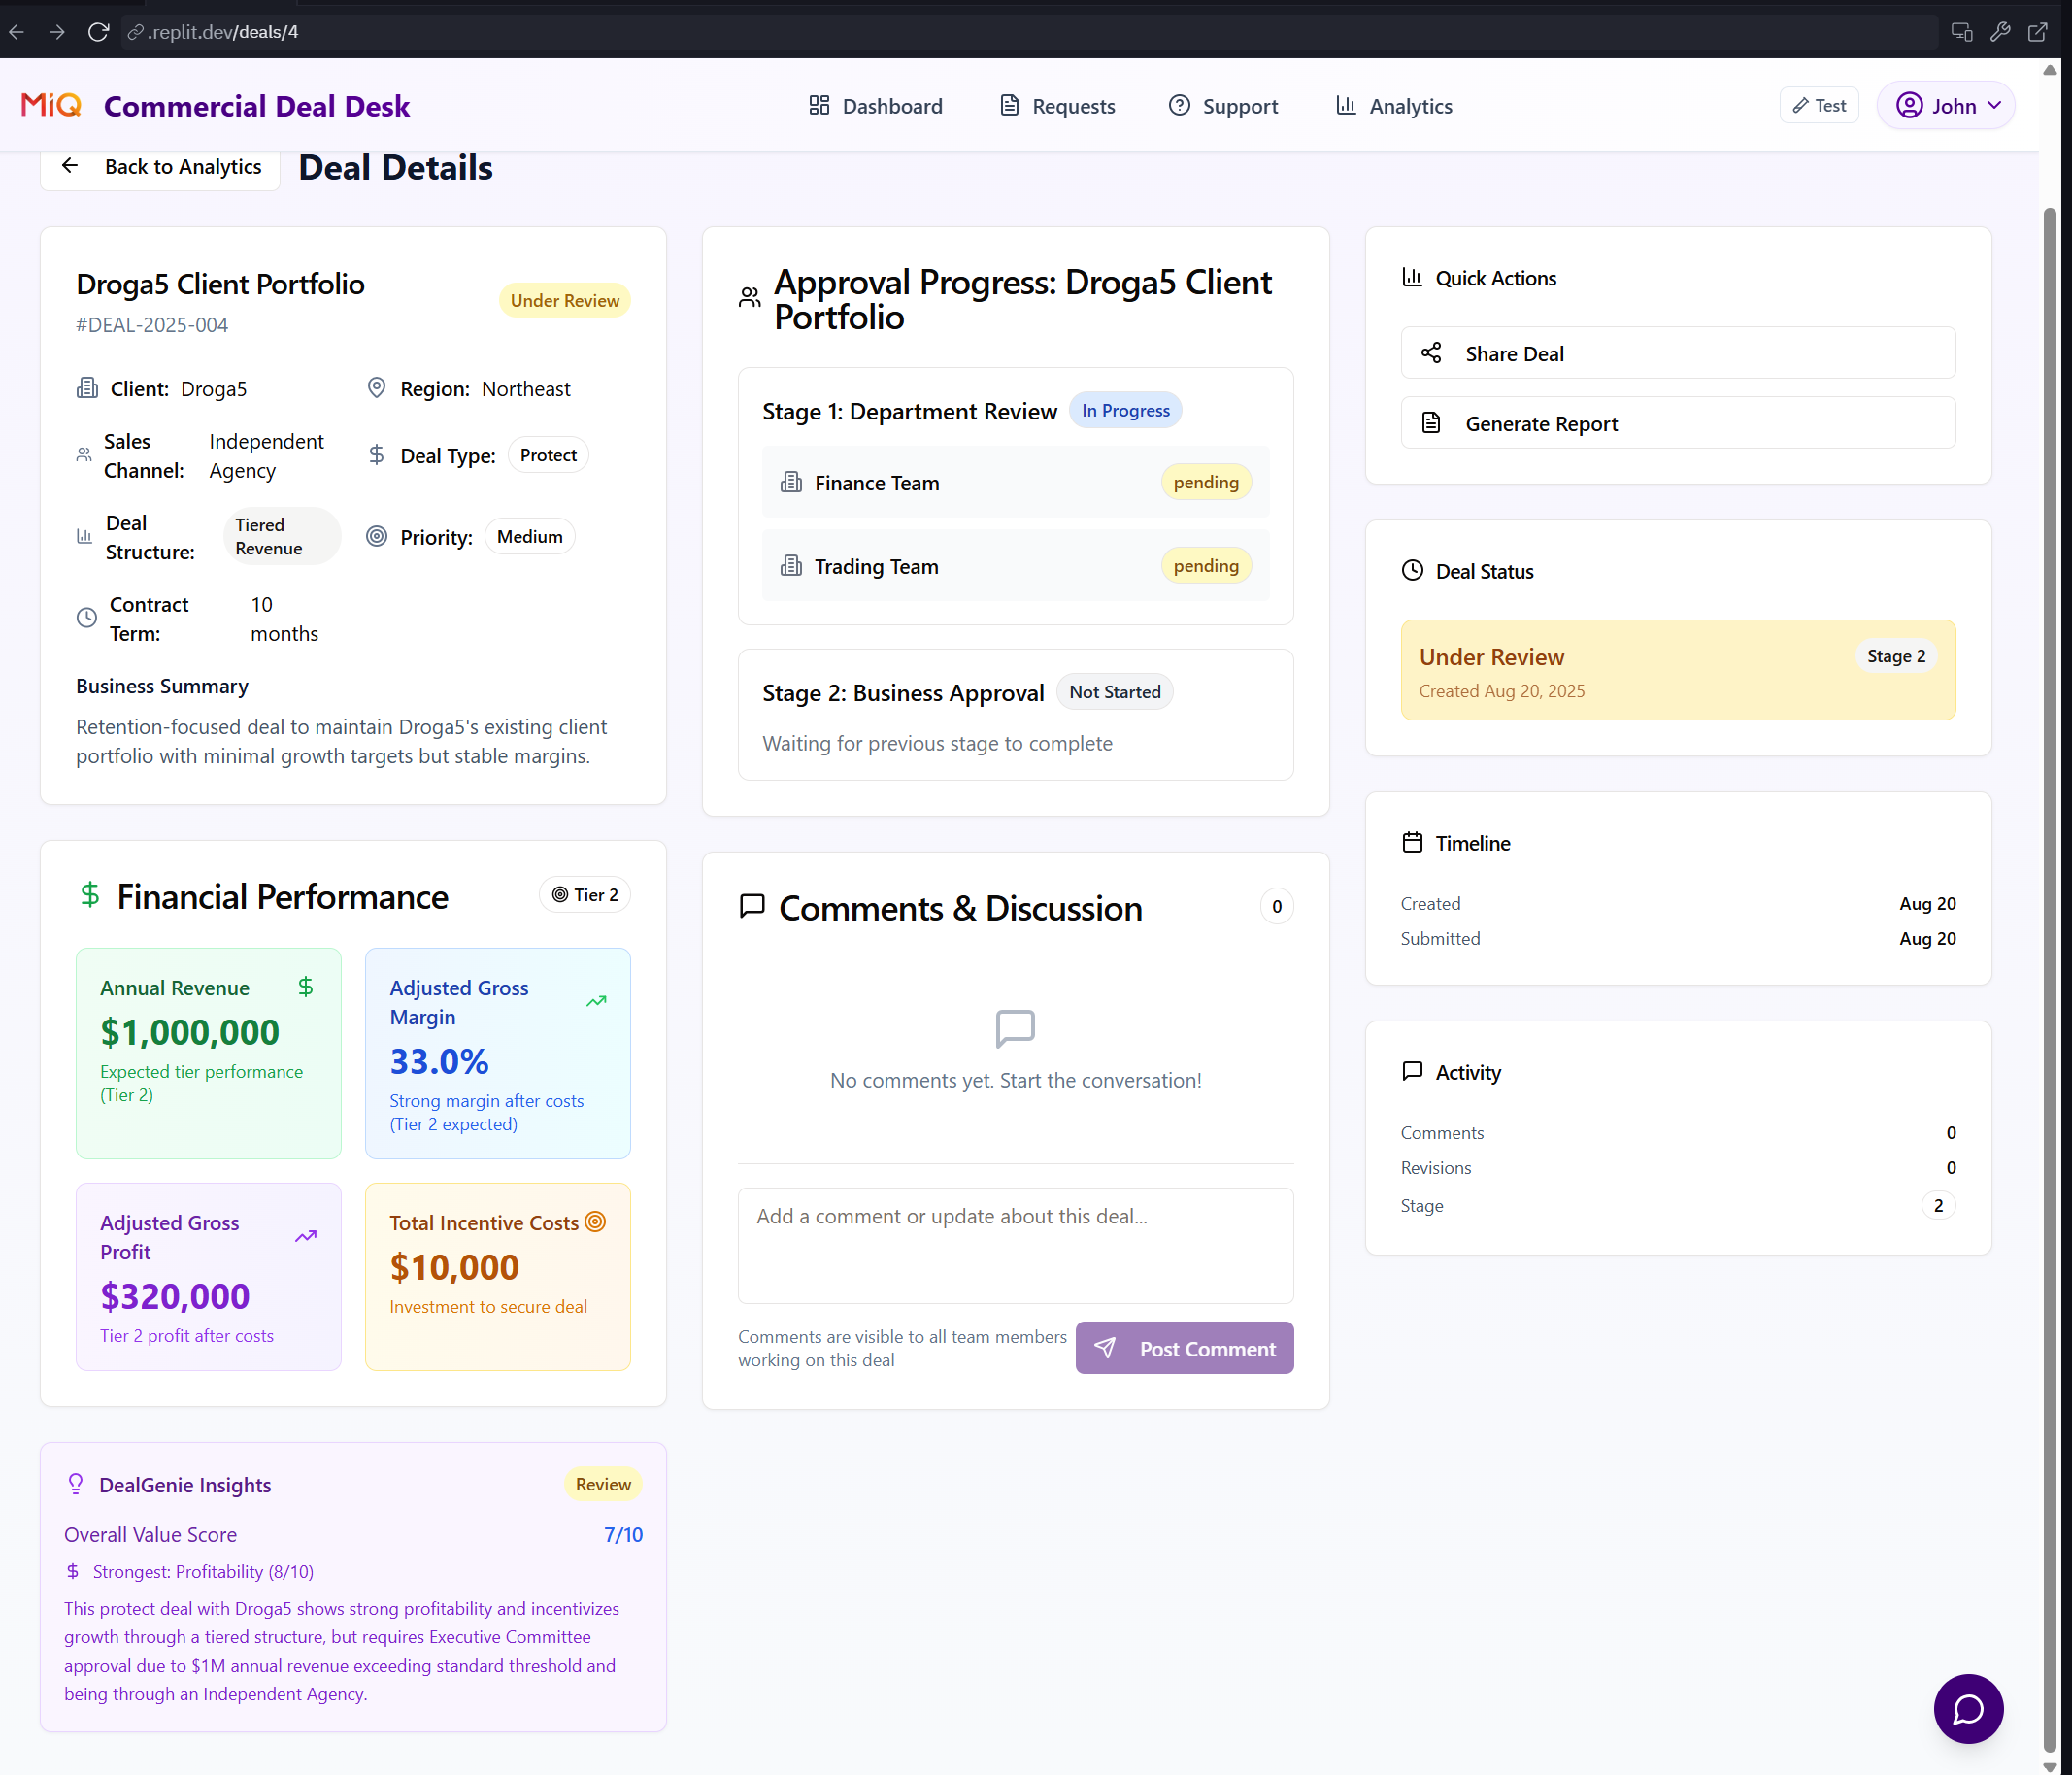 .replit.dev/deals/4
MiQ Commercial Deal Desk
Dashboard
Requests
Support
Analytics
Test
John
Back to Analytics
Deal Details
Droga5 Client Portfolio
#DEAL-2025-004
Under Review
Client: Droga5
Region: Northeast
Sales Channel:
Independent Agency
Deal Type: Protect
Deal Structure:
Tiered Revenue
Priority: Medium
Contract Term:
10 months
Business Summary
Retention-focused deal to maintain Droga5's existing client
portfolio with minimal growth targets but stable margins.
Financial Performance
Tier 2
Annual Revenue
$1,000,000
Expected tier performance
(Tier 2)
Adjusted Gross
Margin
33.0%
Strong margin after costs
(Tier 2 expected)
Adjusted Gross
Profit
$320,000
Tier 2 profit after costs
Total Incentive Costs
$10,000
Investment to secure deal
DealGenie Insights
Review
Overall Value Score
7/10
Strongest: Profitability (8/10)
This protect deal with Droga5 shows strong profitability and incentivizes
growth through a tiered structure, but requires Executive Committee
approval due to $1M annual revenue exceeding standard threshold and
being through an Independent Agency.
Approval Progress: Droga5 Client
Portfolio
Stage 1: Department Review
In Progress
Finance Team
pending
Trading Team
pending
Stage 2: Business Approval
Not Started
Waiting for previous stage to complete
Comments & Discussion
0
No comments yet. Start the conversation!
Add a comment or update about this deal...
Comments are visible to all team members
working on this deal
Post Comment
Quick Actions
Share Deal
Generate Report
Deal Status
Under Review
Stage 2
Created Aug 20, 2025
Timeline
Created
Aug 20
Submitted
Aug 20
Activity
Comments
0
Revisions
0
Stage
2